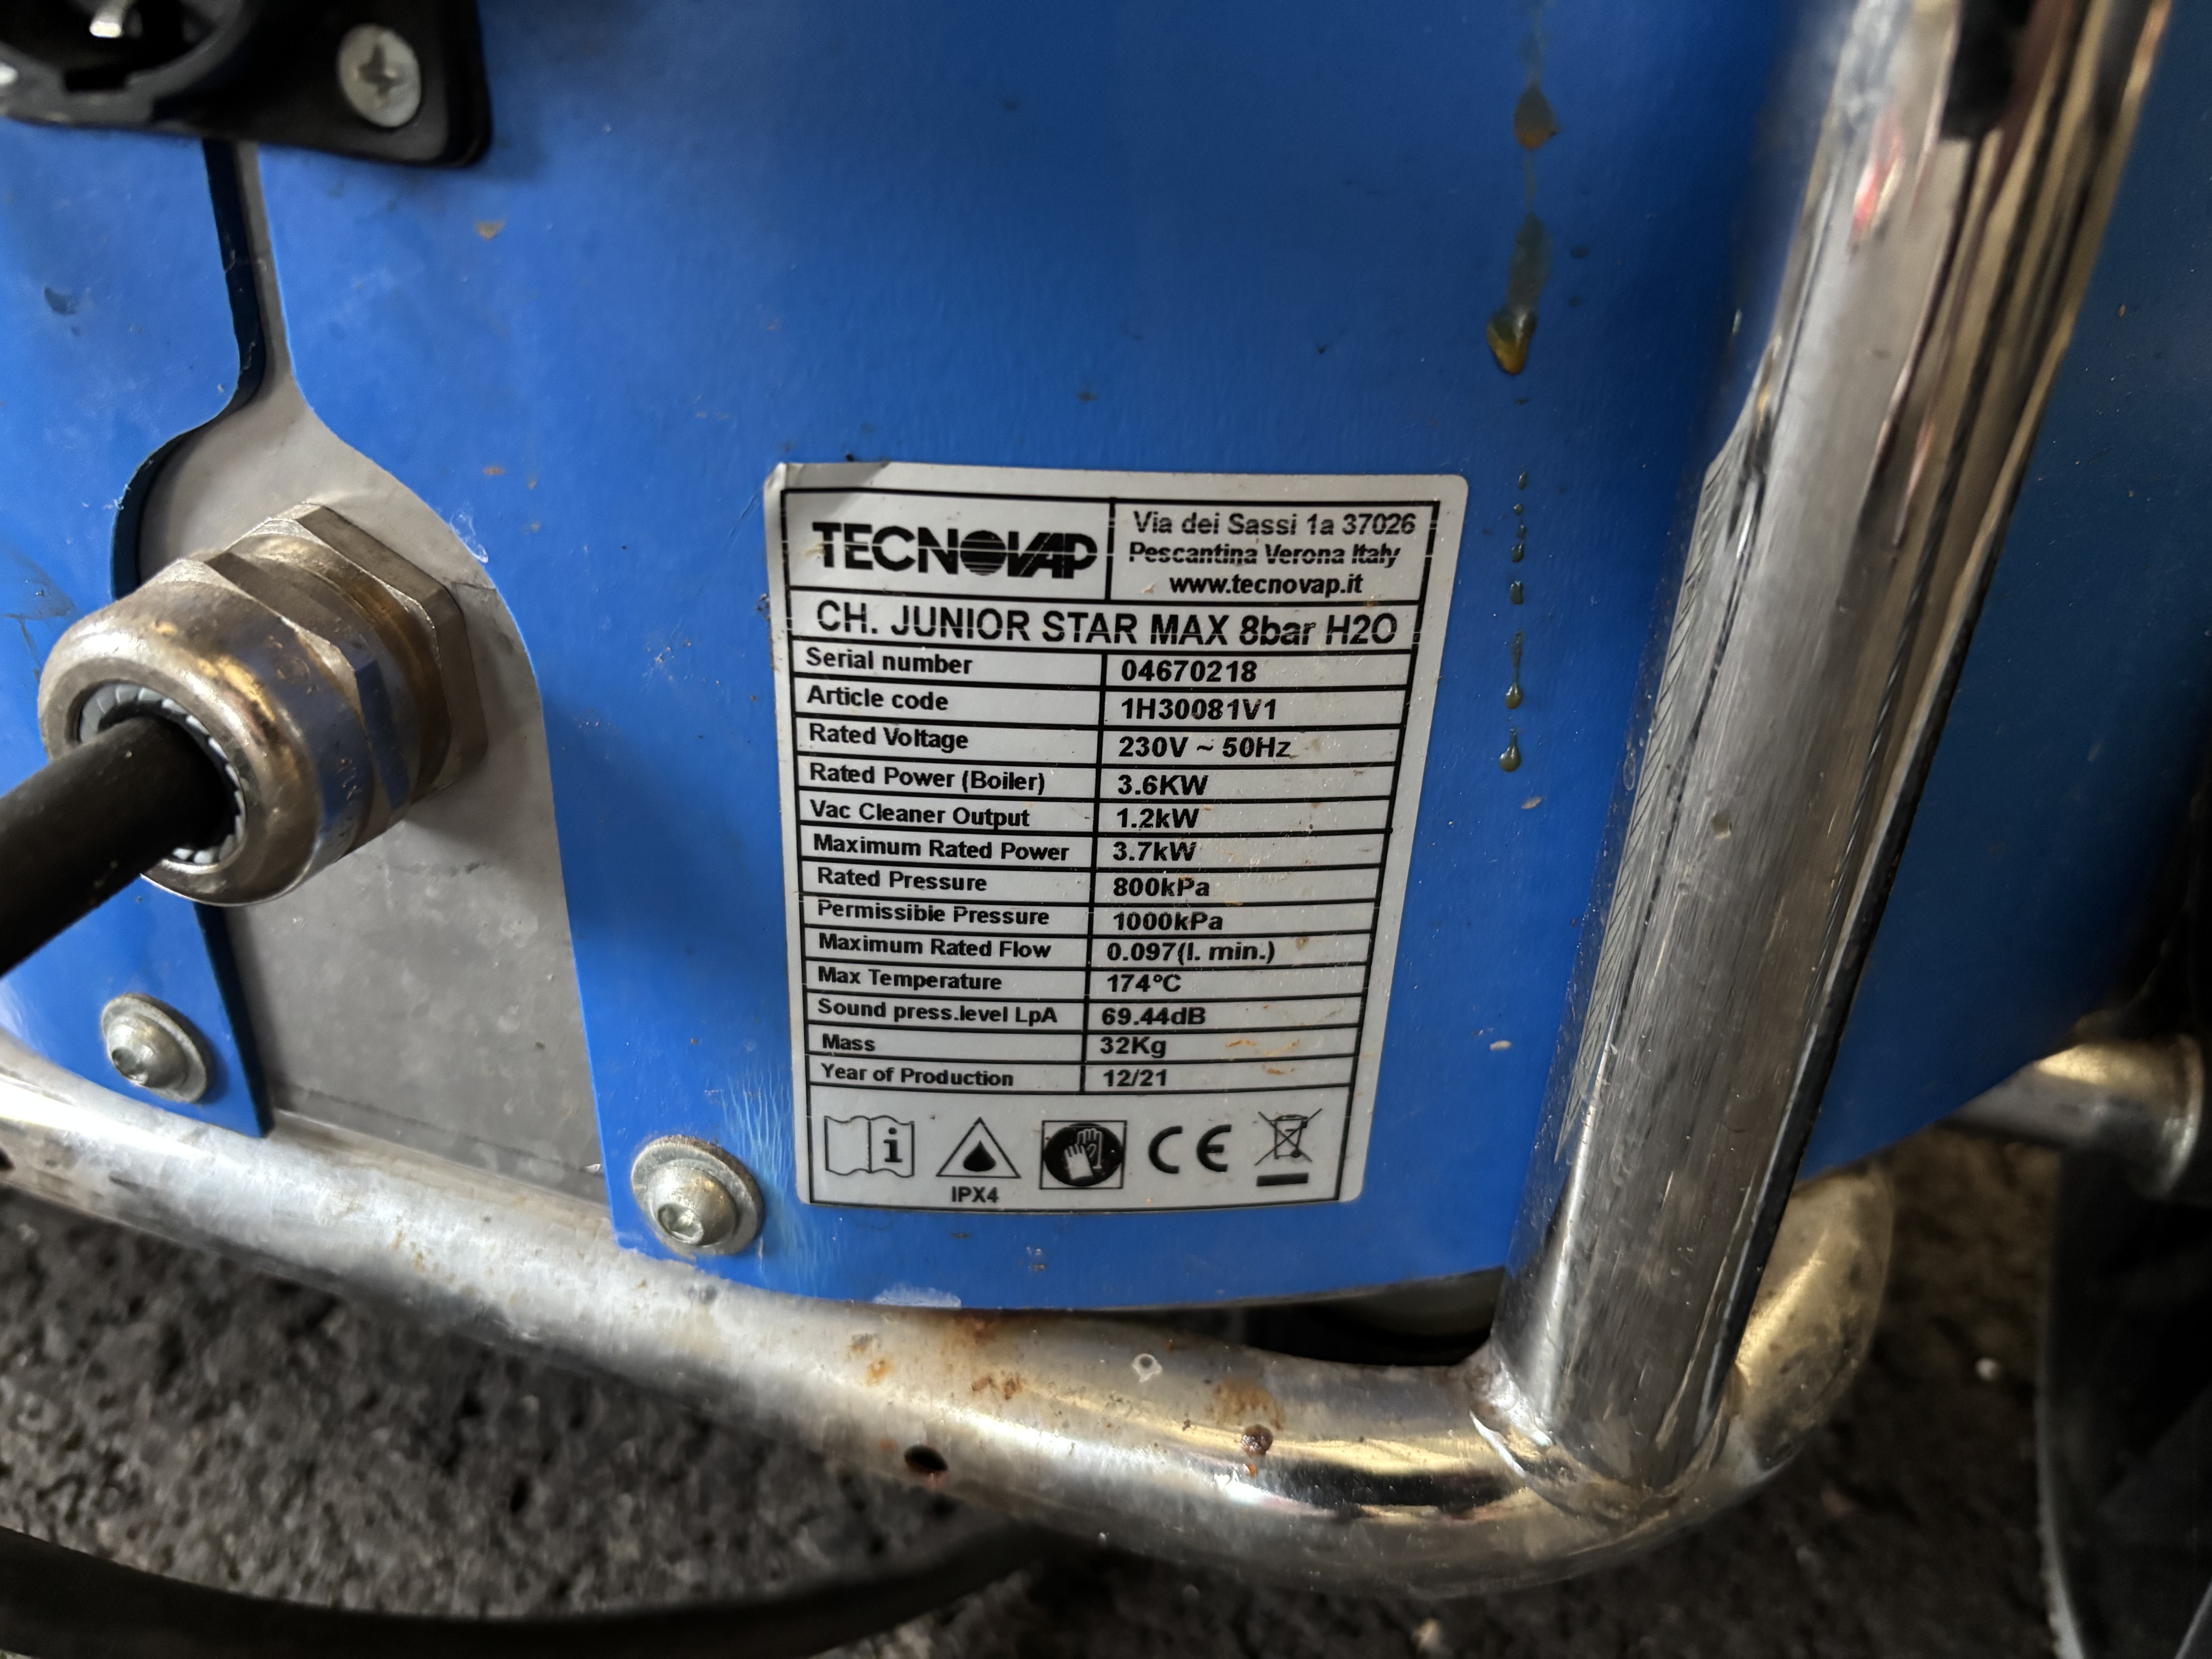 TECNOVAP
Via dei Sassi 1a 37026
Pescantina Verona Italy
www.tecnovap.it
CH. JUNIOR STAR MAX 8bar H2O
Serial number 04670218
Article code 1H30081V1
Rated Voltage 230V ~ 50Hz
Rated Power (Boiler) 3.6KW
Vac Cleaner Output 1.2kW
Maximum Rated Power 3.7kW
Rated Pressure 800kPa
Permissible Pressure 1000kPa
Maximum Rated Flow 0.097(l. min.)
Max Temperature 174°C
Sound press.level LpA 69.44dB
Mass 32Kg
Year of Production 12/21
i
CE
IPX4